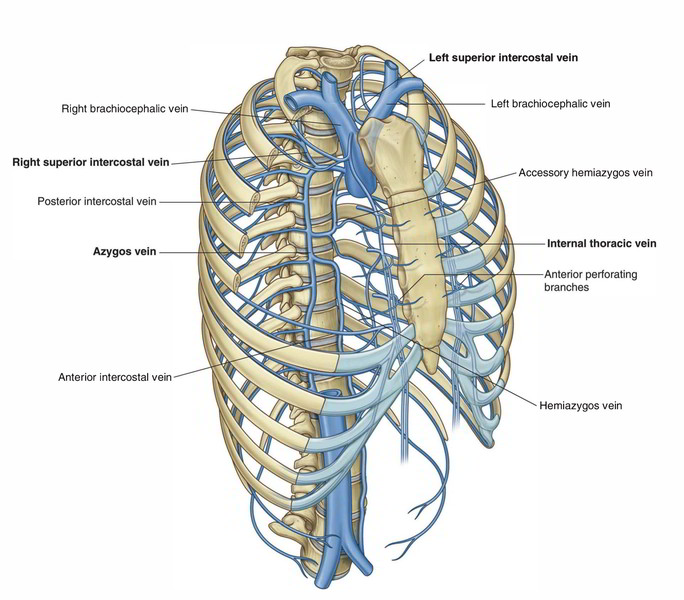 Left superior intercostal vein
Right brachiocephalic vein
Left brachiocephalic vein
Right superior intercostal vein
Accessory hemiazygos vein
Posterior intercostal vein
Azygos vein
Internal thoracic vein
Anterior perforating
branches
Anterior intercostal vein
Hemiazygos vein